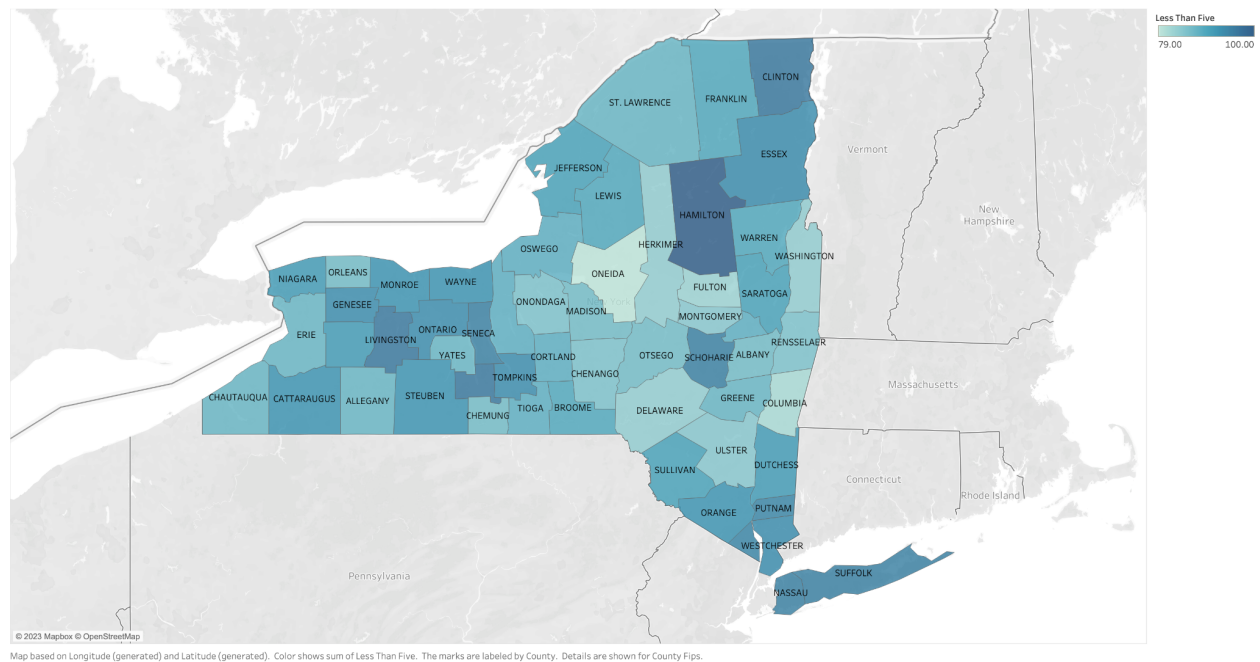 Less Than Five
79.00 100.00
CLINTON
ST. LAWRENCE
FRANKLIN
Vermont
ESSEX
JEFFERSON
LEWIS
New
Hampshire
HAMILTON
WARREN
HERKIMER
OSWEGO
WASHINGTON
ORLEANS
ONEIDA
NIAGARA
WAYNE
MONROE
FULTON
SARATOGA
GENESEE
ONONDAGA
MADISON
MONTGOMERY
ONTARIO
SENECA
ERIE
LIVINGSTON
RENSSELAER
YATES
CORTLAND
OTSEGO
SCHOHARIE
ALBANY
CHENANGO
TOMPKINS
Massachusetts
CHAUTAUQUA
CATTARAUGUS
ALLEGANY
STEUBEN
GREENE
COLUMBIA
TIOGA
BROOME
DELAWARE
CHEMUNG
ULSTER
DUTCHESS
SULLIVAN
Connecticut
Rhode Island
PUTNAM
ORANGE
WESTCHESTER
SUFFOLK
Pennsylvania
NASSAU
© 2023 Mapbox © OpenStreetMap
Map based on Longitude (generated) and Latitude (generated). Color shows sum of Less Than Five. The marks are labeled by County. Details are shown for County Fips.